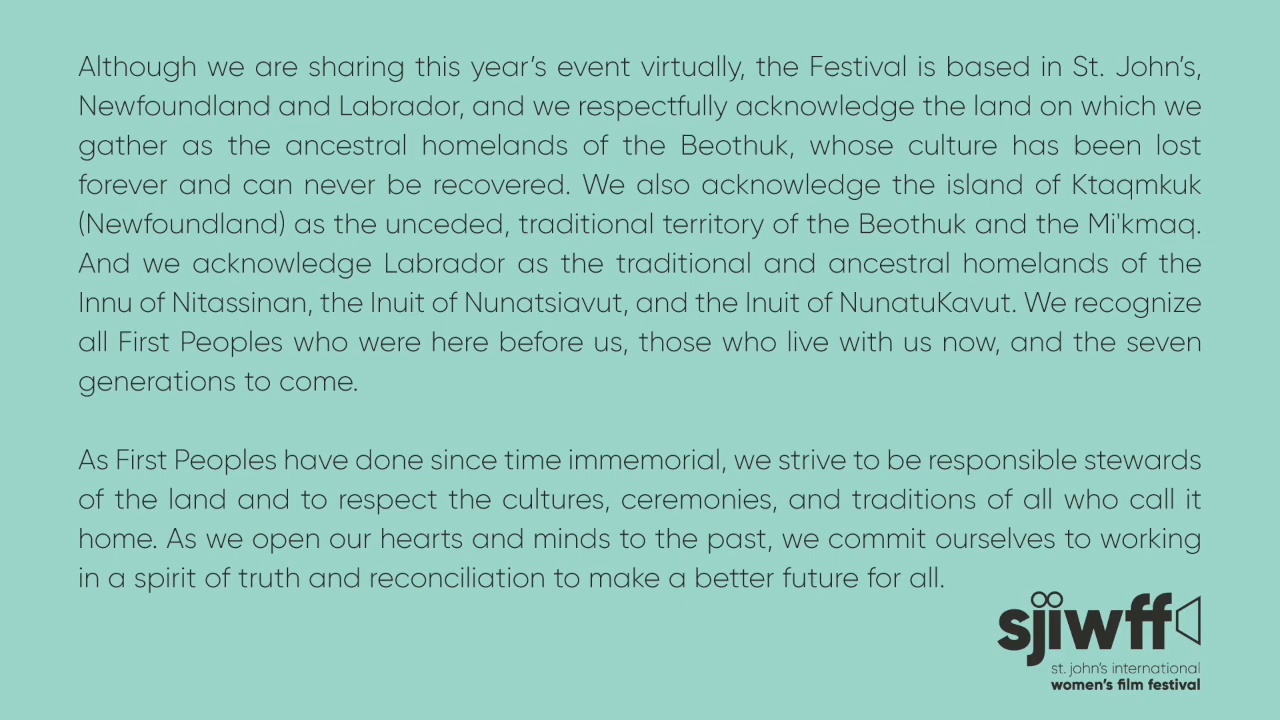 Although we are sharing this year’s event virtually, the Festival is based in St. John’s,
Newfoundland and Labrador, and we respectfully acknowledge the land on which we
gather as the ancestral homelands of the Beothuk, whose culture has been lost
forever and can never be recovered. We also acknowledge the island of Ktaqmkuk
(Newfoundland) as the unceded, traditional territory of the Beothuk and the Mi'kmaq.
And we acknowledge Labrador as the traditional and ancestral homelands of the
Innu of Nitassinan, the Inuit of Nunatsiavut, and the Inuit of NunatuKavut. We recognize
all First Peoples who were here before us, those who live with us now, and the seven
generations to come.
As First Peoples have done since time immemorial, we strive to be responsible stewards
of the land and to respect the cultures, ceremonies, and traditions of all who call it
home. As we open our hearts and minds to the past, we commit ourselves to working
in a spirit of truth and reconciliation to make a better future for all.
sjiwff
st. john’s international
women’s film festival